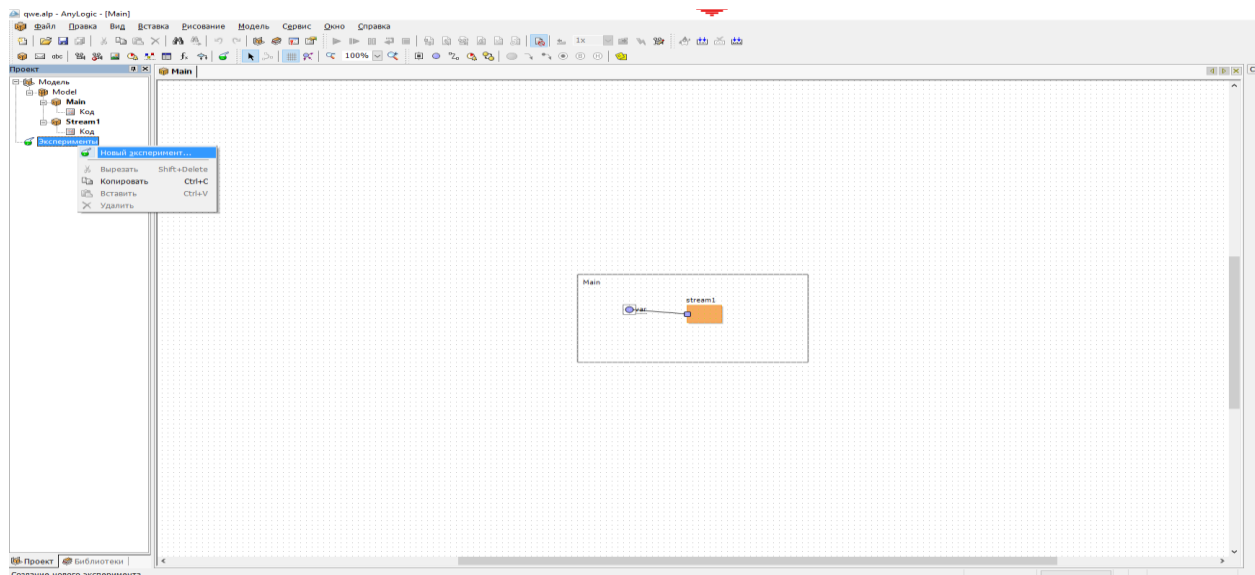 qwe.alp - AnyLogic - [Main]
Файл Правка Вид Вставка Рисование Модель Сервис Окно Справка
1x
abc 100%
Проект
Main
Модель
Model
Main
Код
Stream1
Код
Эксперименты
Новый эксперимент...
Вырезать Shift+Delete
Копировать Ctrl+C
Вставить Ctrl+V
Удалить
Main
stream1
var
Проект Библиотеки
Создание нового эксперимента